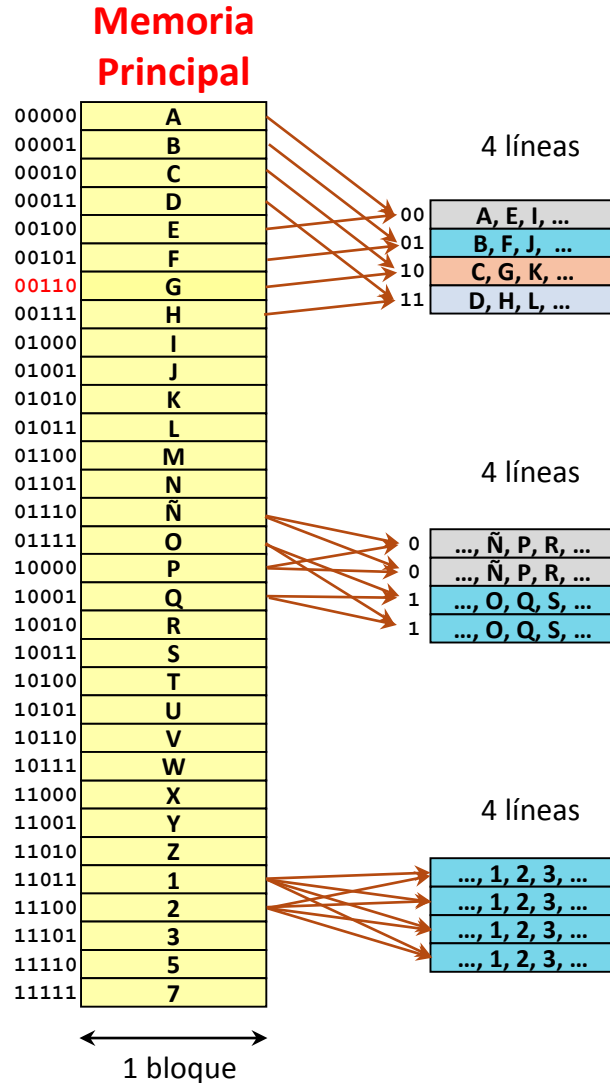 Memoria
Principal
00000 A
00001 B
00010 C
00011 D
00100 E
00101 F
00110 G
00111 H
01000 I
01001 J
01010 K
01011 L
01100 M
01101 N
01110 Ñ
01111 O
10000 P
10001 Q
10010 R
10011 S
10100 T
10101 U
10110 V
10111 W
11000 X
11001 Y
11010 Z
11011 1
11100 2
11101 3
11110 5
11111 7
1 bloque
4 líneas
00 A, E, I, ...
01 B, F, J, ...
10 C, G, K, ...
11 D, H, L, ...
4 líneas
0 ..., Ñ, P, R, ...
0 ..., Ñ, P, R, ...
1 ..., O, Q, S, ...
1 ..., O, Q, S, ...
4 líneas
..., 1, 2, 3, ...
..., 1, 2, 3, ...
..., 1, 2, 3, ...
..., 1, 2, 3, ...